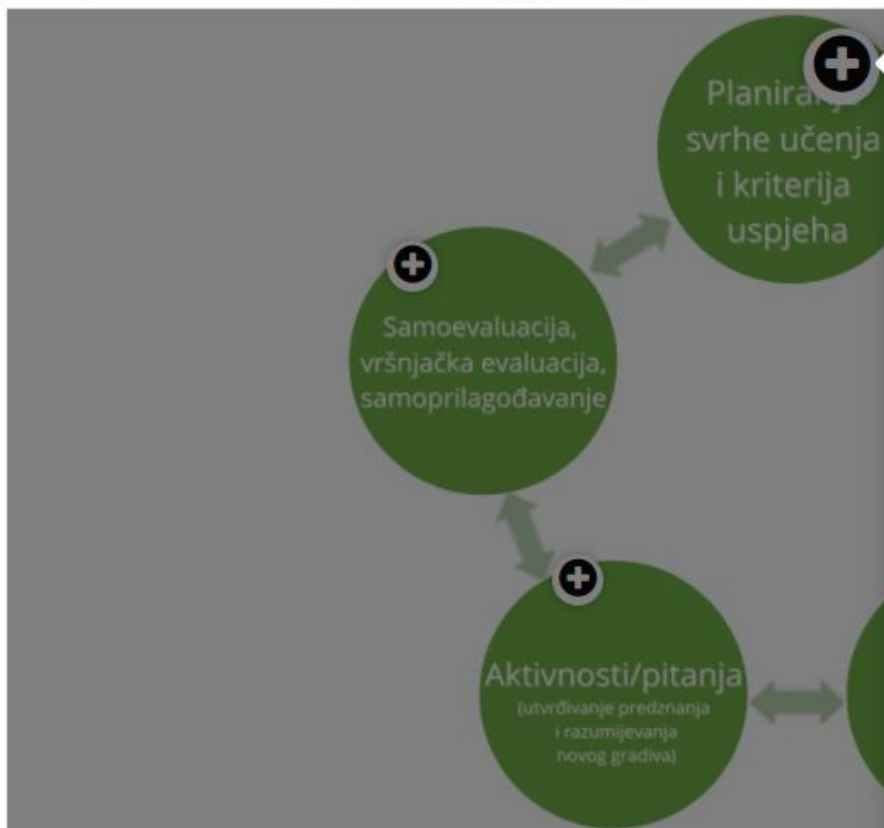 svrhe učenja
i kriterija
uspjeha
Samoevaluacija,
vršnjačka evaluacija,
samoprilagođavanje
Aktivnosti/pitanja
(utvrđivanje predznanja
i razumijevanja
novog gradiva)